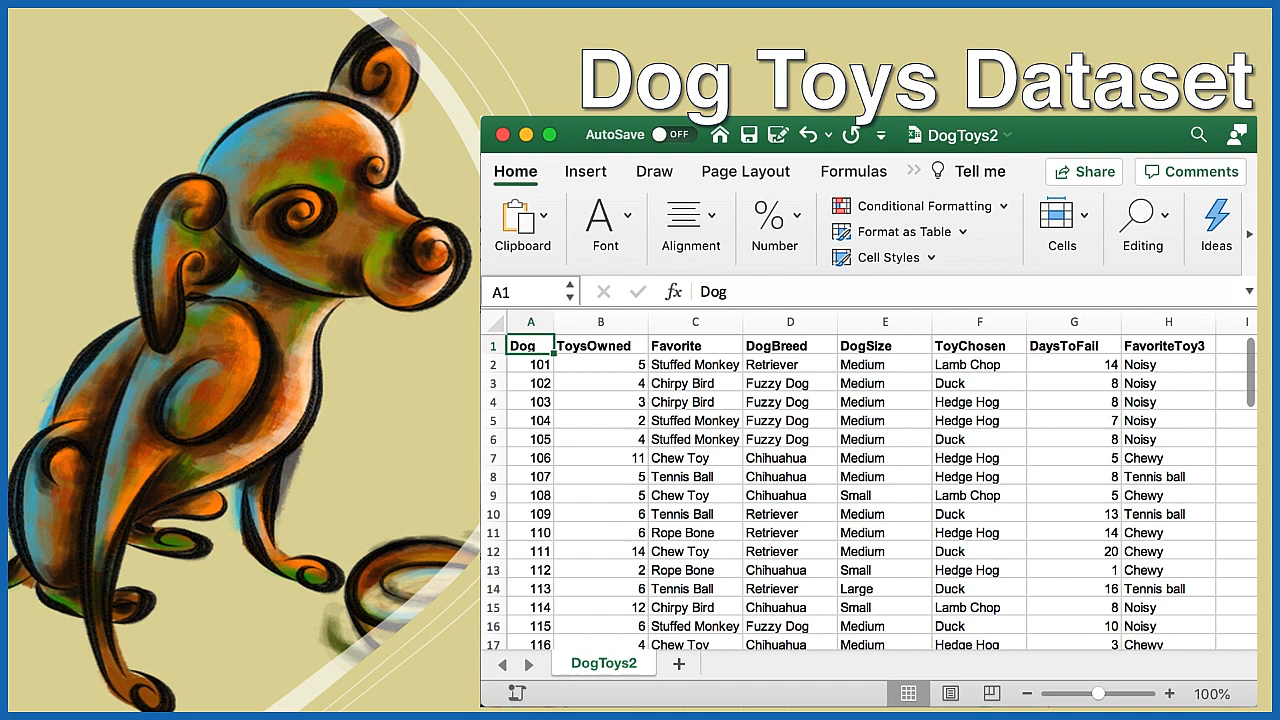 Dog Toys Dataset
AutoSave OFF DogToys2
Home Insert Draw Page Layout Formulas Tell me Share Comments
Clipboard Font Alignment Number Conditional Formatting Format as Table Cell Styles Cells Editing Ideas
A1 fx Dog
A B C D E F G H I
1 Dog ToysOwned Favorite DogBreed DogSize ToyChosen DaysToFail FavoriteToy3
2 101 5 Stuffed Monkey Retriever Medium Lamb Chop 14 Noisy
3 102 4 Chirpy Bird Fuzzy Dog Medium Duck 8 Noisy
4 103 3 Chirpy Bird Fuzzy Dog Medium Hedge Hog 8 Noisy
5 104 2 Stuffed Monkey Fuzzy Dog Medium Hedge Hog 7 Noisy
6 105 4 Stuffed Monkey Fuzzy Dog Medium Duck 8 Noisy
7 106 11 Chew Toy Chihuahua Medium Hedge Hog 5 Chewy
8 107 5 Tennis Ball Chihuahua Medium Hedge Hog 8 Tennis ball
9 108 5 Chew Toy Chihuahua Small Lamb Chop 5 Chewy
10 109 6 Tennis Ball Retriever Medium Duck 13 Tennis ball
11 110 6 Rope Bone Retriever Medium Hedge Hog 14 Chewy
12 111 14 Chew Toy Retriever Medium Duck 20 Chewy
13 112 2 Rope Bone Chihuahua Small Hedge Hog 1 Chewy
14 113 6 Tennis Ball Retriever Large Duck 16 Tennis ball
15 114 12 Chirpy Bird Chihuahua Small Lamb Chop 8 Noisy
16 115 6 Stuffed Monkey Fuzzy Dog Medium Duck 10 Noisy
17 116 4 Chew Toy Chihuahua Medium Hedge Hog 3 Chewy
DogToys2
100%